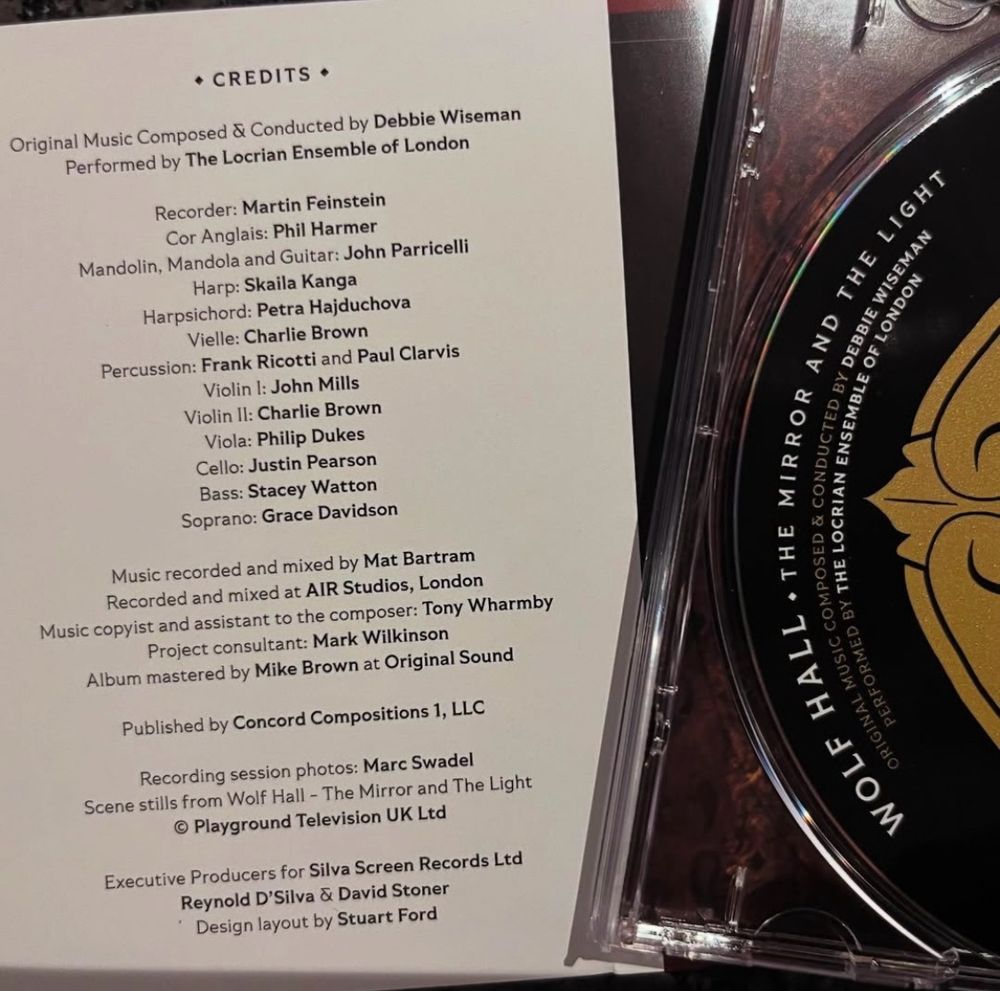 ◆ CREDITS ◆
Original Music Composed & Conducted by Debbie Wiseman
Performed by The Locrian Ensemble of London
Recorder: Martin Feinstein
Cor Anglais: Phil Harmer
Mandolin, Mandola and Guitar: John Parricelli
Harp: Skaila Kanga
Harpsichord: Petra Hajduchova
Vielle: Charlie Brown
Percussion: Frank Ricotti and Paul Clarvis
Violin I: John Mills
Violin II: Charlie Brown
Viola: Philip Dukes
Cello: Justin Pearson
Bass: Stacey Watton
Soprano: Grace Davidson
Music recorded and mixed by Mat Bartram
Recorded and mixed at AIR Studios, London
Music copyist and assistant to the composer: Tony Wharmby
Project consultant: Mark Wilkinson
Album mastered by Mike Brown at Original Sound
Published by Concord Compositions 1, LLC
Recording session photos: Marc Swadel
Scene stills from Wolf Hall – The Mirror and The Light
© Playground Television UK Ltd
Executive Producers for Silva Screen Records Ltd
Reynold D'Silva & David Stoner
Design layout by Stuart Ford
WOLF HALL ◆ THE MIRROR AND THE LIGHT
ORIGINAL MUSIC COMPOSED & CONDUCTED BY DEBBIE WISEMAN
PERFORMED BY THE LOCRIAN ENSEMBLE OF LONDON